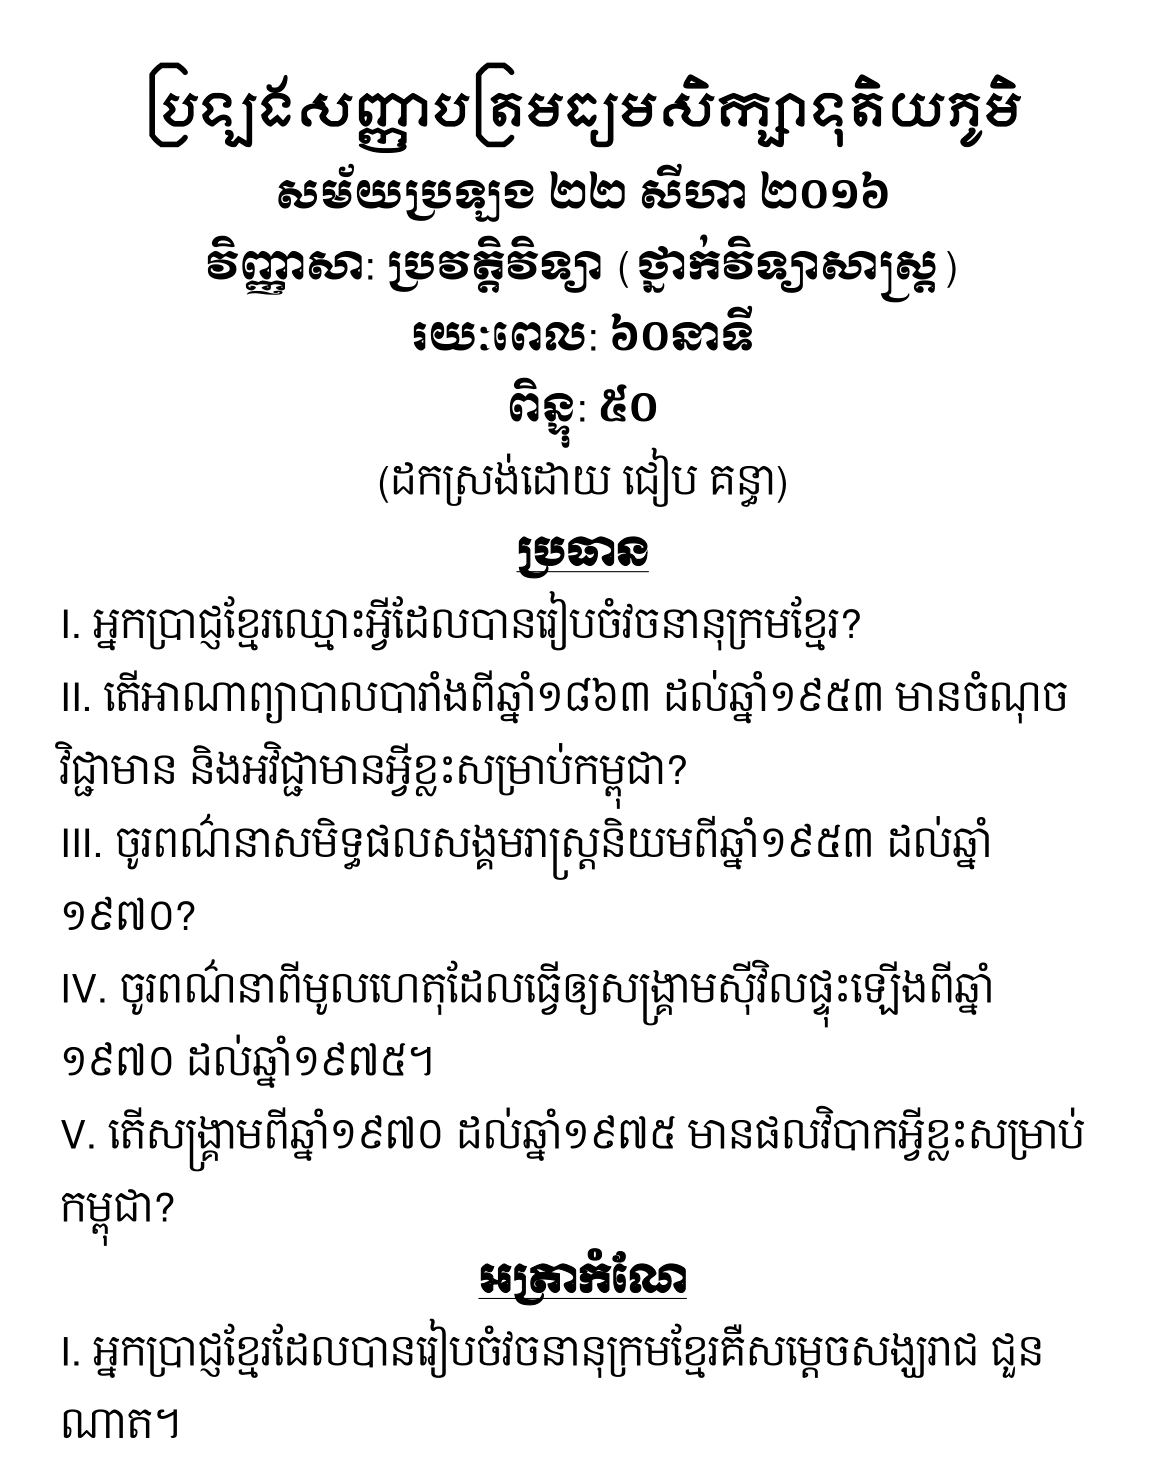 ប្រឡងសញ្ញាបត្រមធ្យមសិក្សាទុតិយភូមិ
សម័យប្រឡង ២២ សីហា ២០១៦
វិញ្ញាសា: ប្រវត្តិវិទ្យា (ថ្នាក់វិទ្យាសាស្ត្រ)
រយៈពេល: ៦០នាទី
ពិន្ទុ: ៥០
(ដកស្រង់ដោយ ជៀប គន្ធា)
ប្រធាន
I. អ្នកប្រាជ្ញខ្មែរឈ្មោះអ្វីដែលបានរៀបចំវចនានុក្រមខ្មែរ?
II. តើអាណាព្យាបាលបារាំងពីឆ្នាំ១៨៦៣ ដល់ឆ្នាំ១៩៥៣ មានចំណុច
វិជ្ជាមាន និងអវិជ្ជាមានអ្វីខ្លះសម្រាប់កម្ពុជា?
III. ចូរពណ៌នាសមិទ្ធផលសង្គមរាស្ត្រនិយមពីឆ្នាំ១៩៥៣ ដល់ឆ្នាំ
១៩៧០?
IV. ចូរពណ៌នាពីមូលហេតុដែលធ្វើឲ្យសង្គ្រាមស៊ីវិលផ្ទុះឡើងពីឆ្នាំ
១៩៧០ ដល់ឆ្នាំ១៩៧៥។
V. តើសង្គ្រាមពីឆ្នាំ១៩៧០ ដល់ឆ្នាំ១៩៧៥ មានផលវិបាកអ្វីខ្លះសម្រាប់
កម្ពុជា?
អត្រាកំណែ
I. អ្នកប្រាជ្ញខ្មែរដែលបានរៀបចំវចនានុក្រមខ្មែរគឺសម្តេចសង្ឃរាជ ជួន
ណាត។